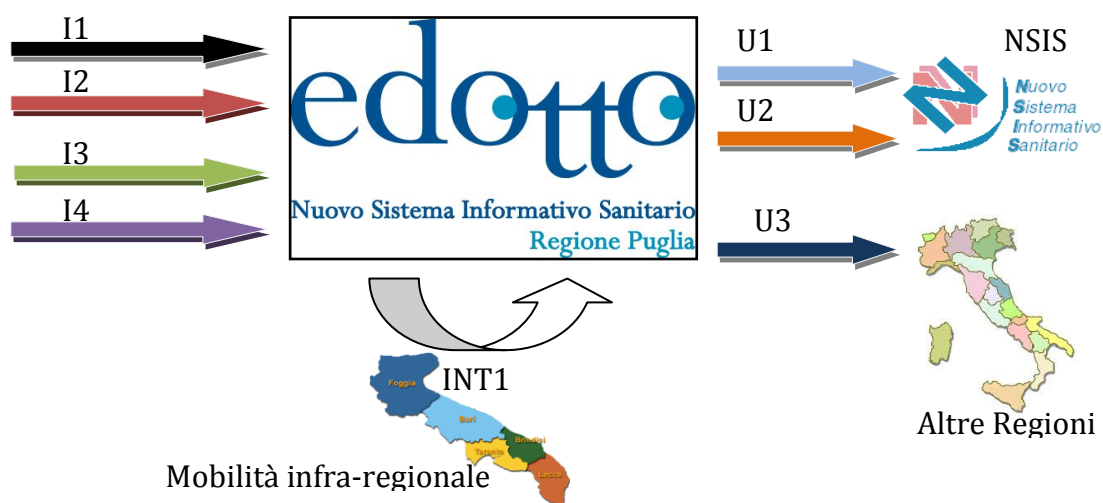 I1
I2
I3
I4
edotto
Nuovo Sistema Informativo Sanitario
Regione Puglia
U1
U2
U3
NSIS
Nuovo
Sistema
Informativo
Sanitario
Altre Regioni
INT1
Foggia
Bari
Brindisi
Taranto
Lecce
Mobilità infra-regionale